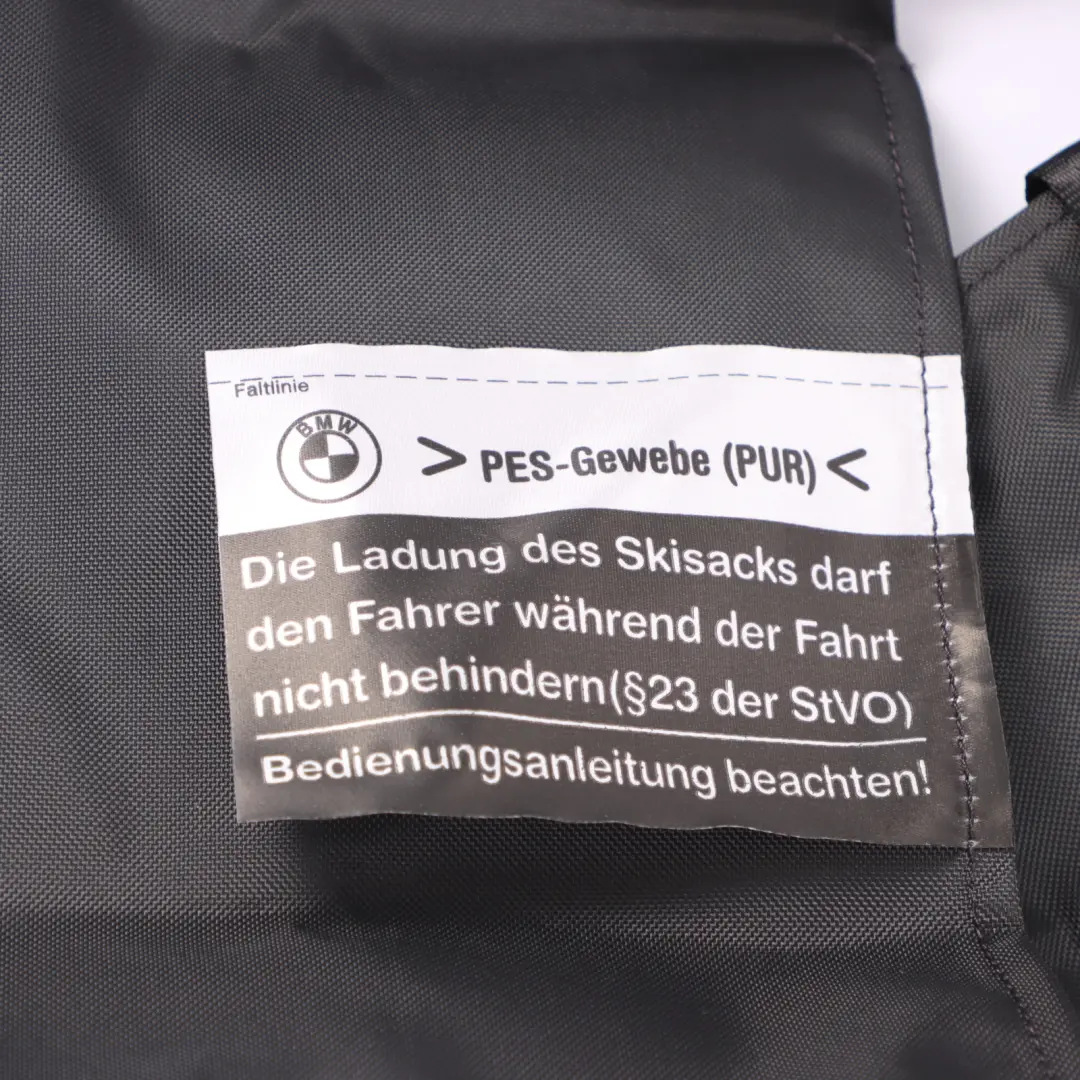 Faltlinie
BMW
> PES-Gewebe (PUR) <
Die Ladung des Skisacks darf
den Fahrer während der Fahrt
nicht behindern(§23 der StVO)
Bedienungsanleitung beachten!